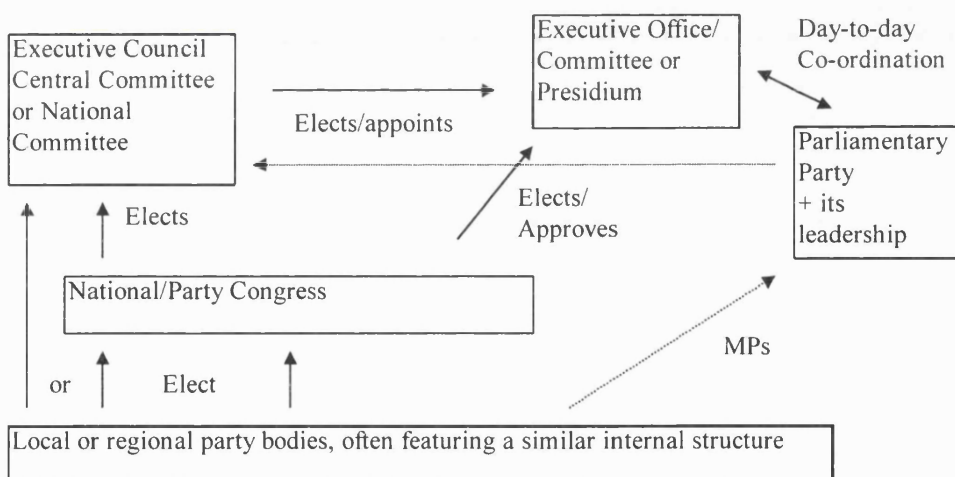 Executive Council
Central Committee
or National
Committee
Executive Office/
Committee or
Presidium
Day-to-day
Co-ordination
Elects/appoints
Parliamentary
Party
+ its
leadership
Elects
Elects/
Approves
National/Party Congress
MPs
or
Elect
Local or regional party bodies, often featuring a similar internal structure